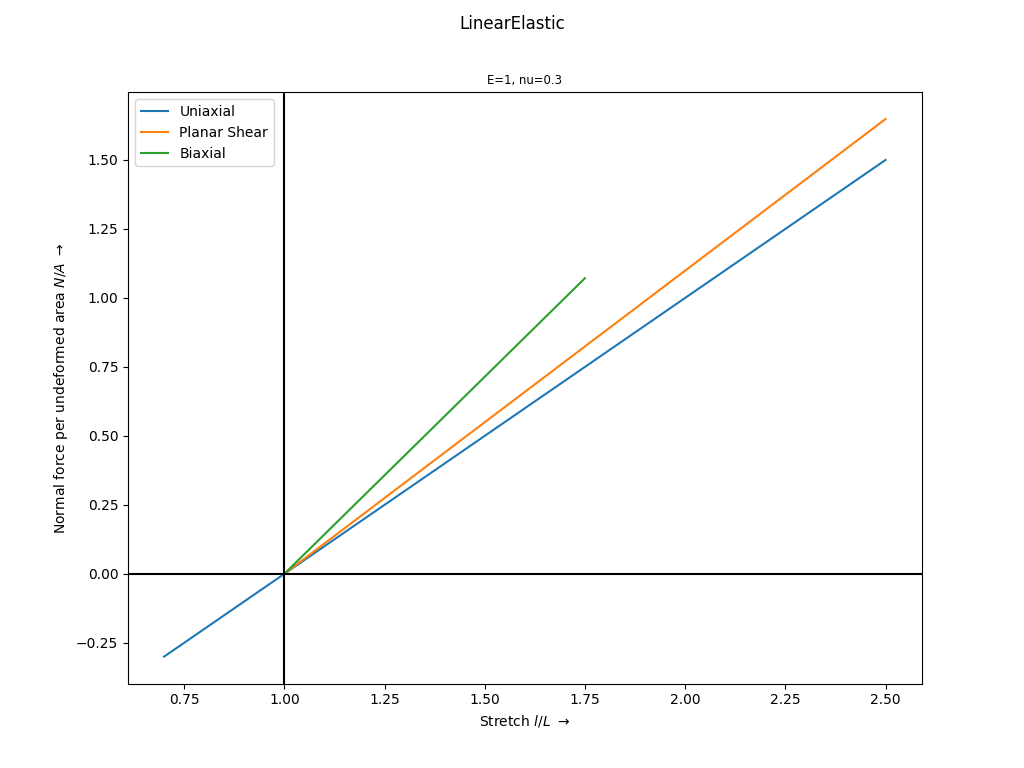 LinearElastic
E=1, nu=0.3
Uniaxial
Planar Shear
Biaxial
Normal force per undeformed area N/A →
1.50
1.25
1.00
0.75
0.50
0.25
0.00
−0.25
0.75 1.00 1.25 1.50 1.75 2.00 2.25 2.50
Stretch l/L →